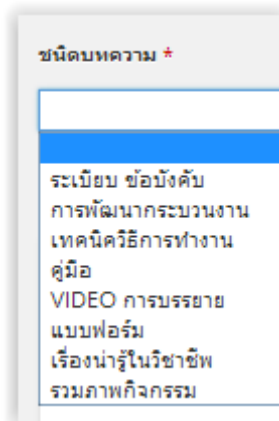 ชนิดบทความ *
ระเบียบ ข้อบังคับ
การพัฒนากระบวนงาน
เทคนิควิธีการทำงาน
คู่มือ
VIDEO การบรรยาย
แบบฟอร์ม
เรื่องน่ารู้ในวิชาชีพ
รวมภาพกิจกรรม